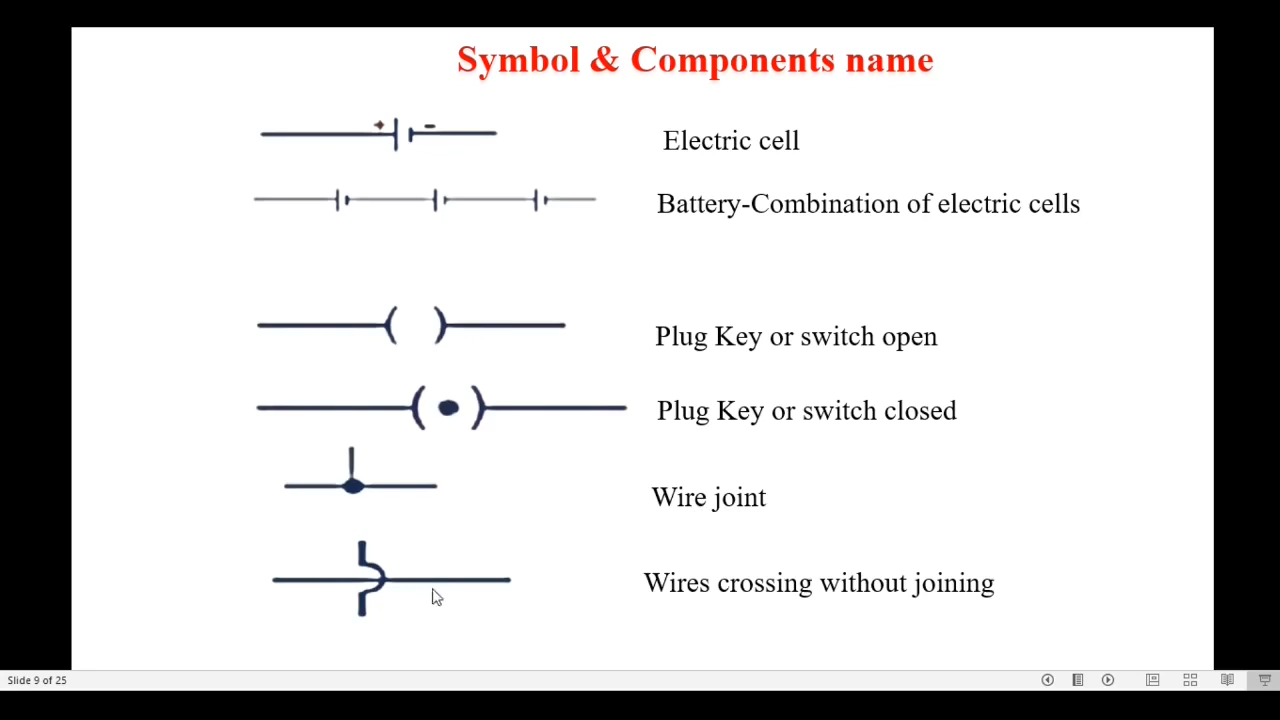 Symbol & Components name
+ -
Electric cell
Battery-Combination of electric cells
Plug Key or switch open
Plug Key or switch closed
Wire joint
Wires crossing without joining
Slide 9 of 25